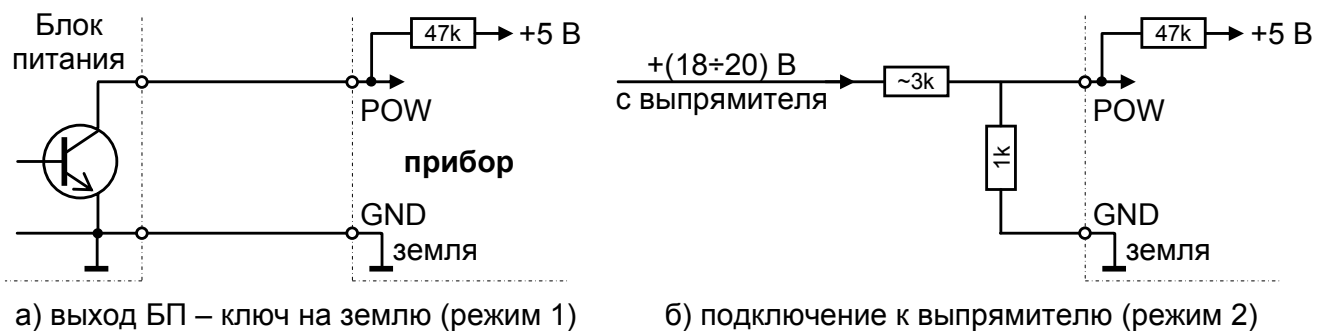 Блок
питания
47k
+5 В
POW
прибор
GND
земля
а) выход БП – ключ на землю (режим 1)
+(18÷20) В
с выпрямителя
~3k
1k
47k
+5 В
POW
GND
земля
б) подключение к выпрямителю (режим 2)